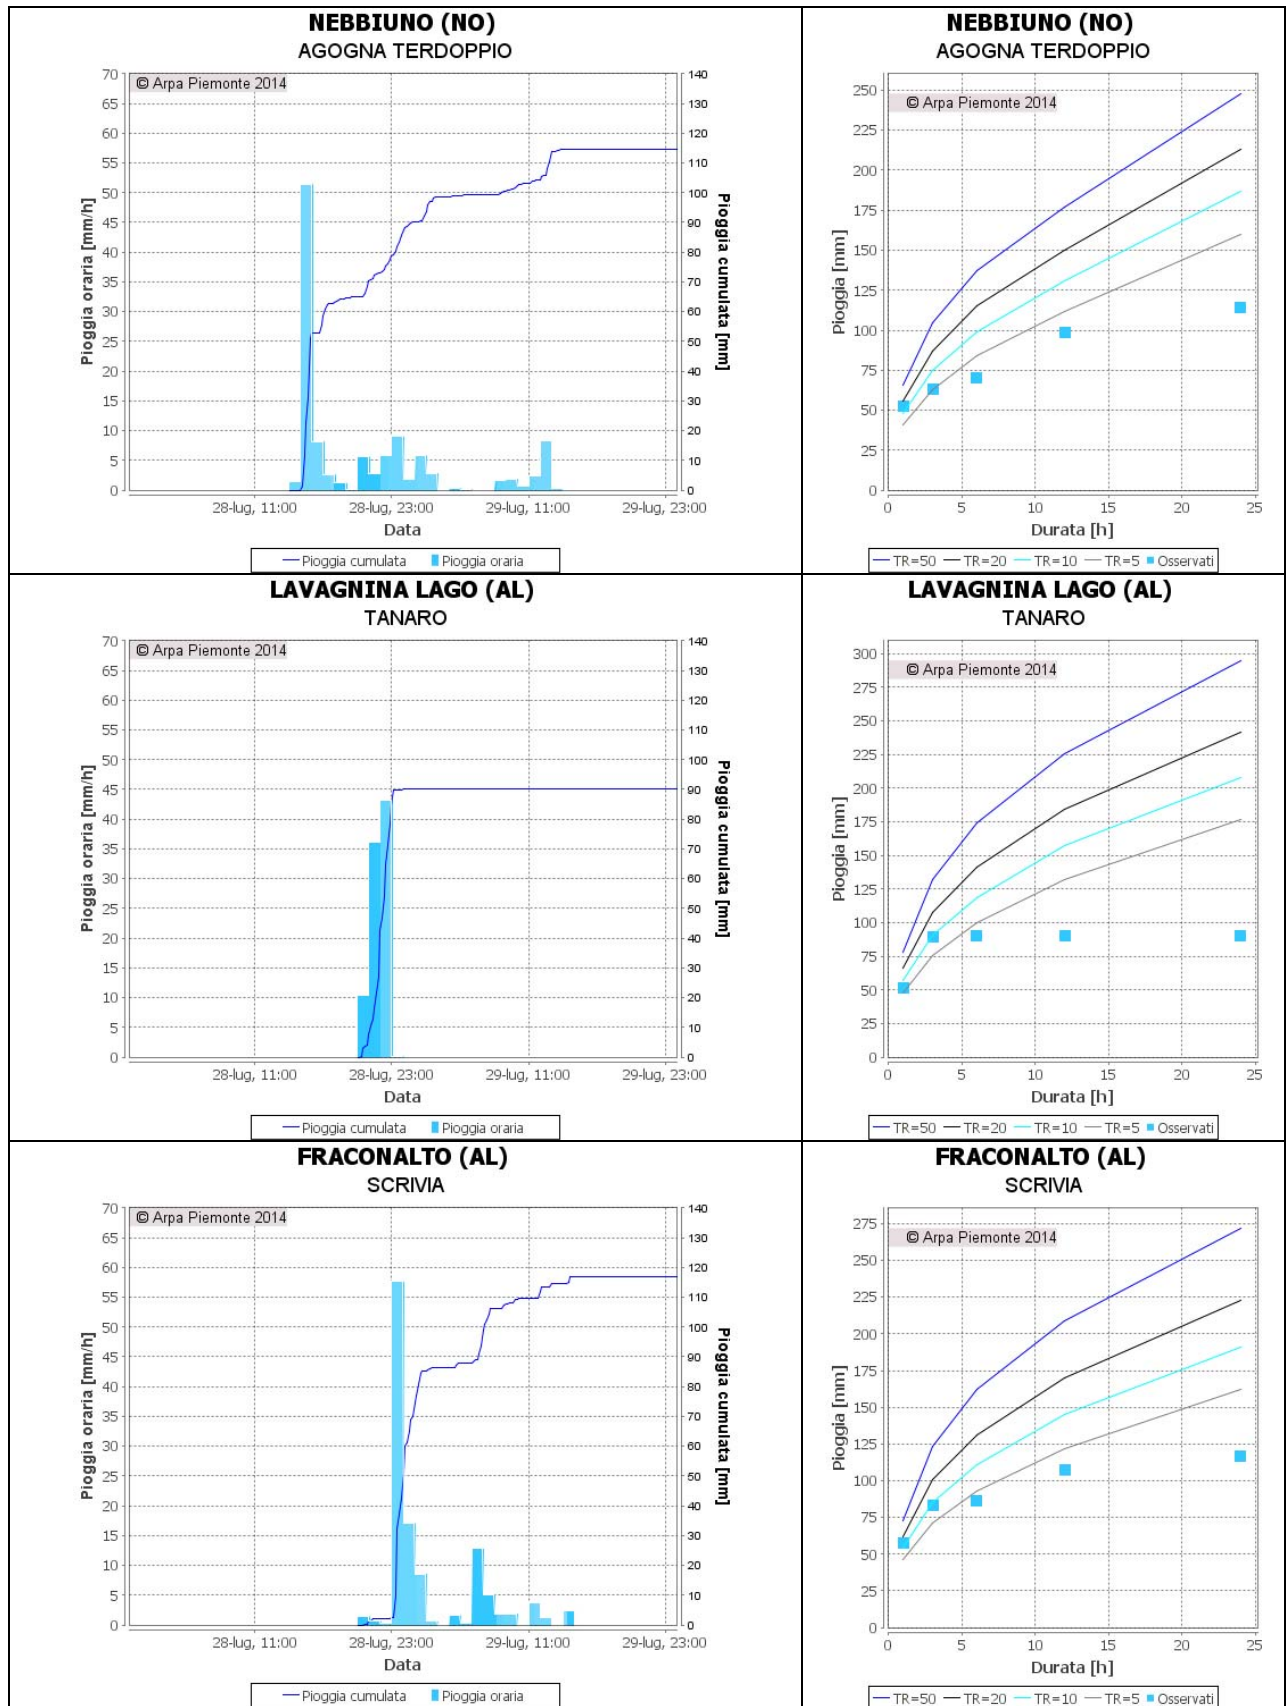 NEBBIUNO (NO)
AGOGNA TERDOPPIO
© Arpa Piemonte 2014
Pioggia oraria [mm/h]
70
65
60
55
50
45
40
35
30
25
20
15
10
5
0
140
130
120
110
100
90
80
70
60
50
40
30
20
10
0
Pioggia cumulata [mm]
28-lug, 11:00 28-lug, 23:00 29-lug, 11:00 29-lug, 23:00
Data
Pioggia cumulata Pioggia oraria
NEBBIUNO (NO)
AGOGNA TERDOPPIO
© Arpa Piemonte 2014
Pioggia [mm]
250
225
200
175
150
125
100
75
50
25
0
0 5 10 15 20 25
Durata [h]
TR=50 TR=20 TR=10 TR=5 Osservati
LAVAGNINA LAGO (AL)
TANARO
© Arpa Piemonte 2014
Pioggia oraria [mm/h]
70
65
60
55
50
45
40
35
30
25
20
15
10
5
0
140
130
120
110
100
90
80
70
60
50
40
30
20
10
0
Pioggia cumulata [mm]
28-lug, 11:00 28-lug, 23:00 29-lug, 11:00 29-lug, 23:00
Data
Pioggia cumulata Pioggia oraria
LAVAGNINA LAGO (AL)
TANARO
© Arpa Piemonte 2014
Pioggia [mm]
300
275
250
225
200
175
150
125
100
75
50
25
0
0 5 10 15 20 25
Durata [h]
TR=50 TR=20 TR=10 TR=5 Osservati
FRACONALTO (AL)
SCRIVIA
© Arpa Piemonte 2014
Pioggia oraria [mm/h]
70
65
60
55
50
45
40
35
30
25
20
15
10
5
0
140
130
120
110
100
90
80
70
60
50
40
30
20
10
0
Pioggia cumulata [mm]
28-lug, 11:00 28-lug, 23:00 29-lug, 11:00 29-lug, 23:00
Data
Pioggia cumulata Pioggia oraria
FRACONALTO (AL)
SCRIVIA
© Arpa Piemonte 2014
Pioggia [mm]
275
250
225
200
175
150
125
100
75
50
25
0
0 5 10 15 20 25
Durata [h]
TR=50 TR=20 TR=10 TR=5 Osservati